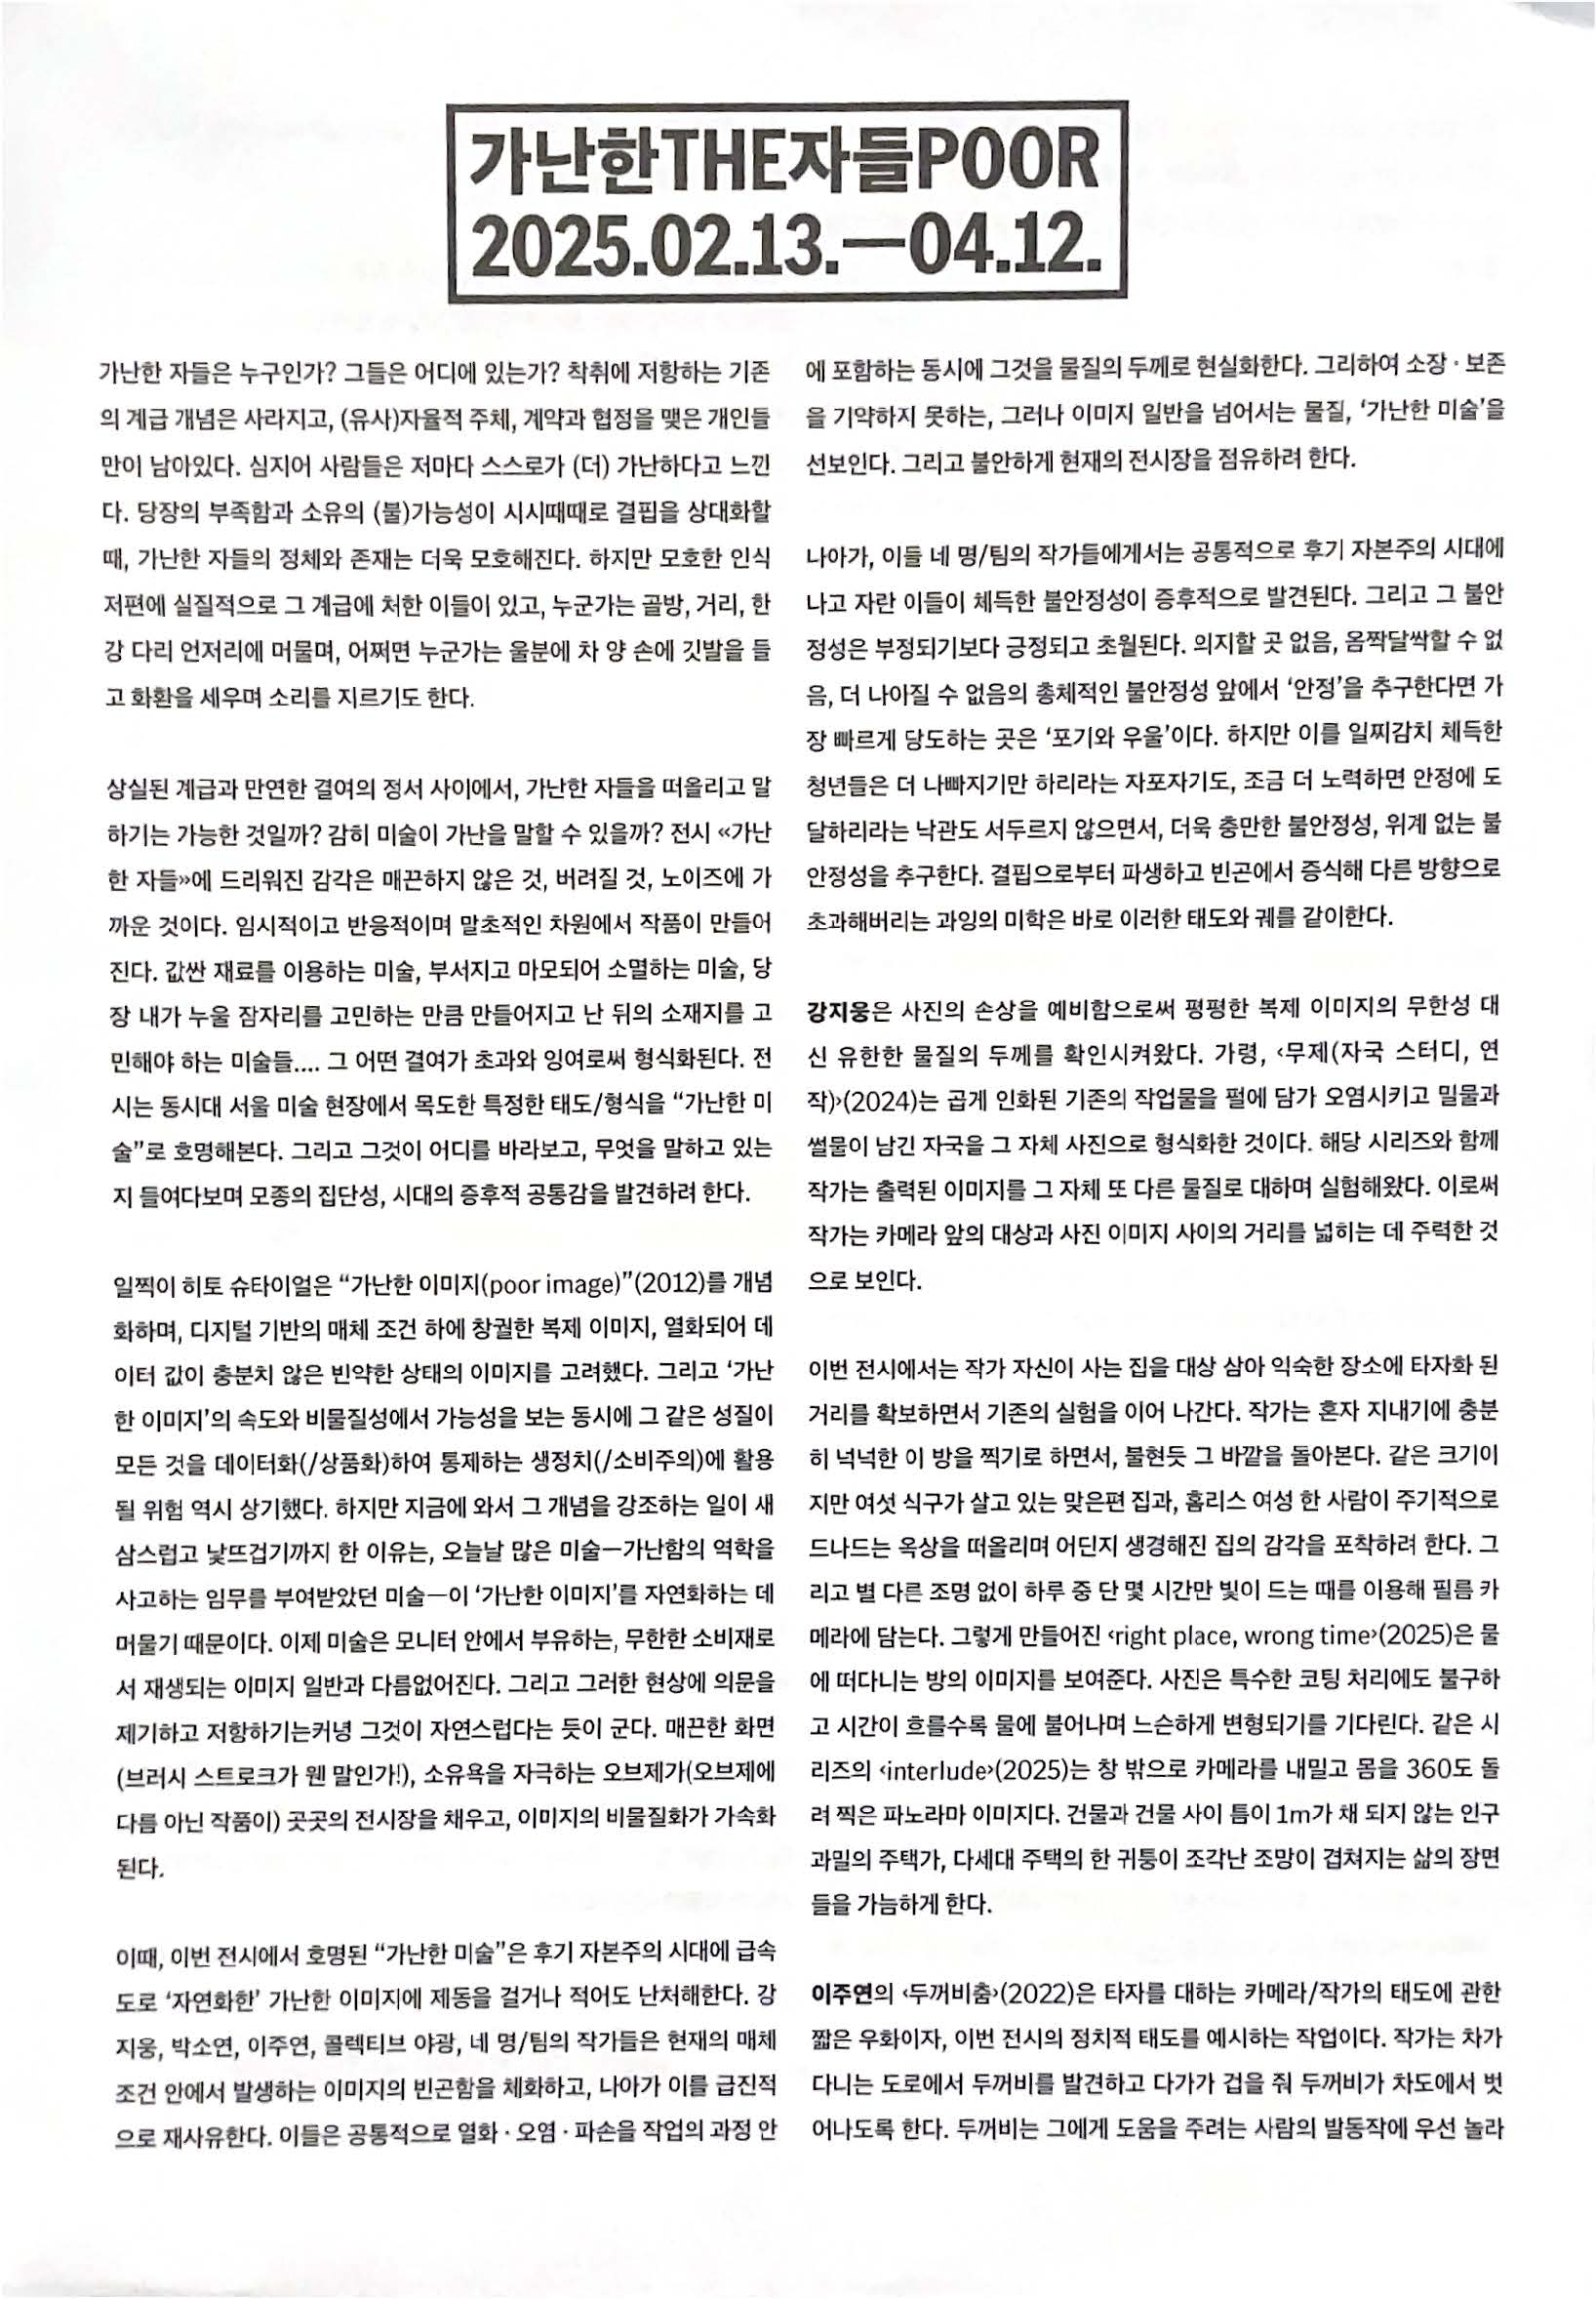 가난한THE자들POOR
2025.02.13.—04.12.
가난한 자들은 누구인가? 그들은 어디에 있는가? 착취에 저항하는 기존
의 계급 개념은 사라지고, (유사)자율적 주체, 계약과 협정을 맺은 개인들
만이 남아있다. 심지어 사람들은 저마다 스스로가 (더) 가난하다고 느낀
다. 당장의 부족함과 소유의 (불)가능성이 시시때때로 결핍을 상대화할
때, 가난한 자들의 정체와 존재는 더욱 모호해진다. 하지만 모호한 인식
저편에 실질적으로 그 계급에 처한 이들이 있고, 누군가는 골방, 거리, 한
강 다리 언저리에 머물며, 어쩌면 누군가는 울분에 차 양 손에 깃발을 들
고 화환을 세우며 소리를 지르기도 한다.
상실된 계급과 만연한 결여의 정서 사이에서, 가난한 자들을 떠올리고 말
하기는 가능한 것일까? 감히 미술이 가난을 말할 수 있을까? 전시 «가난
한 자들»에 드리워진 감각은 매끈하지 않은 것, 버려질 것, 노이즈에 가
까운 것이다. 임시적이고 반응적이며 말초적인 차원에서 작품이 만들어
진다. 값싼 재료를 이용하는 미술, 부서지고 마모되어 소멸하는 미술, 당
장 내가 누울 잠자리를 고민하는 만큼 만들어지고 난 뒤의 소재지를 고
민해야 하는 미술들.... 그 어떤 결여가 초과와 잉여로써 형식화된다. 전
시는 동시대 서울 미술 현장에서 목도한 특정한 태도/형식을 “가난한 미
술”로 호명해본다. 그리고 그것이 어디를 바라보고, 무엇을 말하고 있는
지 들여다보며 모종의 집단성, 시대의 증후적 공통감을 발견하려 한다.
일찍이 히토 슈타이얼은 “가난한 이미지(poor image)”(2012)를 개념
화하며, 디지털 기반의 매체 조건 하에 창궐한 복제 이미지, 열화되어 데
이터 값이 충분치 않은 빈약한 상태의 이미지를 고려했다. 그리고 ‘가난
한 이미지’의 속도와 비물질성에서 가능성을 보는 동시에 그 같은 성질이
모든 것을 데이터화(/상품화)하여 통제하는 생정치(/소비주의)에 활용
될 위험 역시 상기했다. 하지만 지금에 와서 그 개념을 강조하는 일이 새
삼스럽고 낯뜨겁기까지 한 이유는, 오늘날 많은 미술—가난함의 역학을
사고하는 임무를 부여받았던 미술—이 ‘가난한 이미지’를 자연화하는 데
머물기 때문이다. 이제 미술은 모니터 안에서 부유하는, 무한한 소비재로
서 재생되는 이미지 일반과 다름없어진다. 그리고 그러한 현상에 의문을
제기하고 저항하기는커녕 그것이 자연스럽다는 듯이 군다. 매끈한 화면
(브러시 스트로크가 웬 말인가!), 소유욕을 자극하는 오브제가(오브제에
다름 아닌 작품이) 곳곳의 전시장을 채우고, 이미지의 비물질화가 가속화
된다.
이때, 이번 전시에서 호명된 “가난한 미술”은 후기 자본주의 시대에 급속
도로 ‘자연화한’ 가난한 이미지에 제동을 걸거나 적어도 난처해한다. 강
지웅, 박소연, 이주연, 콜렉티브 야광, 네 명/팀의 작가들은 현재의 매체
조건 안에서 발생하는 이미지의 빈곤함을 체화하고, 나아가 이를 급진적
으로 재사유한다. 이들은 공통적으로 열화·오염·파손을 작업의 과정 안
에 포함하는 동시에 그것을 물질의 두께로 현실화한다. 그리하여 소장·보존
을 기약하지 못하는, 그러나 이미지 일반을 넘어서는 물질, ‘가난한 미술’을
선보인다. 그리고 불안하게 현재의 전시장을 점유하려 한다.
나아가, 이들 네 명/팀의 작가들에게서는 공통적으로 후기 자본주의 시대에
나고 자란 이들이 체득한 불안정성이 증후적으로 발견된다. 그리고 그 불안
정성은 부정되기보다 긍정되고 초월된다. 의지할 곳 없음, 옴짝달싹할 수 없
음, 더 나아질 수 없음의 총체적인 불안정성 앞에서 ‘안정’을 추구한다면 가
장 빠르게 당도하는 곳은 ‘포기와 우울’이다. 하지만 이를 일찌감치 체득한
청년들은 더 나빠지기만 하리라는 자포자기도, 조금 더 노력하면 안정에 도
달하리라는 낙관도 서두르지 않으면서, 더욱 충만한 불안정성, 위계 없는 불
안정성을 추구한다. 결핍으로부터 파생하고 빈곤에서 증식해 다른 방향으로
초과해버리는 과잉의 미학은 바로 이러한 태도와 궤를 같이한다.
강지웅은 사진의 손상을 예비함으로써 평평한 복제 이미지의 무한성 대
신 유한한 물질의 두께를 확인시켜왔다. 가령, ‹무제(자국 스터디, 연
작)›(2024)는 곱게 인화된 기존의 작업물을 펄에 담가 오염시키고 밀물과
썰물이 남긴 자국을 그 자체 사진으로 형식화한 것이다. 해당 시리즈와 함께
작가는 출력된 이미지를 그 자체 또 다른 물질로 대하며 실험해왔다. 이로써
작가는 카메라 앞의 대상과 사진 이미지 사이의 거리를 넓히는 데 주력한 것
으로 보인다.
이번 전시에서는 작가 자신이 사는 집을 대상 삼아 익숙한 장소에 타자화 된
거리를 확보하면서 기존의 실험을 이어 나간다. 작가는 혼자 지내기에 충분
히 넉넉한 이 방을 찍기로 하면서, 불현듯 그 바깥을 돌아본다. 같은 크기이
지만 여섯 식구가 살고 있는 맞은편 집과, 홈리스 여성 한 사람이 주기적으로
드나드는 옥상을 떠올리며 어딘지 생경해진 집의 감각을 포착하려 한다. 그
리고 별 다른 조명 없이 하루 중 단 몇 시간만 빛이 드는 때를 이용해 필름 카
메라에 담는다. 그렇게 만들어진 ‹right place, wrong time›(2025)은 물
에 떠다니는 방의 이미지를 보여준다. 사진은 특수한 코팅 처리에도 불구하
고 시간이 흐를수록 물에 불어나며 느슨하게 변형되기를 기다린다. 같은 시
리즈의 ‹interlude›(2025)는 창 밖으로 카메라를 내밀고 몸을 360도 돌
려 찍은 파노라마 이미지다. 건물과 건물 사이 틈이 1m가 채 되지 않는 인구
과밀의 주택가, 다세대 주택의 한 귀퉁이 조각난 조망이 겹쳐지는 삶의 장면
들을 가늠하게 한다.
이주연의 ‹두꺼비춤›(2022)은 타자를 대하는 카메라/작가의 태도에 관한
짧은 우화이자, 이번 전시의 정치적 태도를 예시하는 작업이다. 작가는 차가
다니는 도로에서 두꺼비를 발견하고 다가가 겁을 줘 두꺼비가 차도에서 벗
어나도록 한다. 두꺼비는 그에게 도움을 주려는 사람의 발동작에 우선 놀라